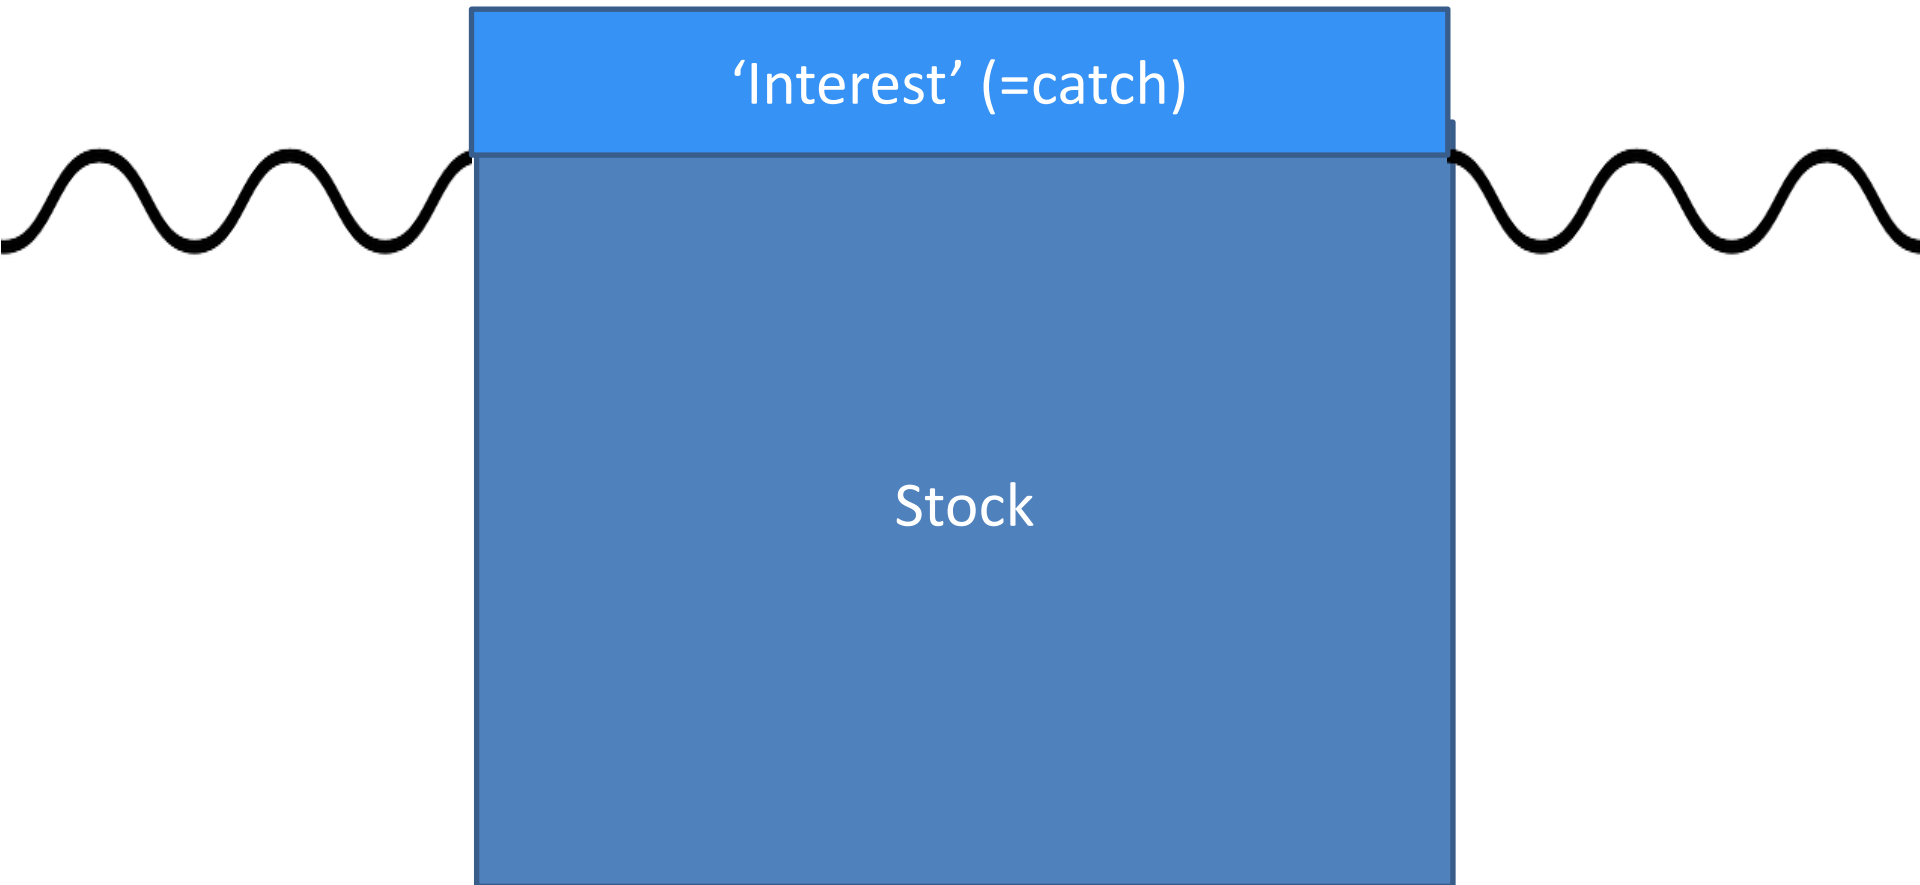 ‘Interest’ (=catch)
Stock